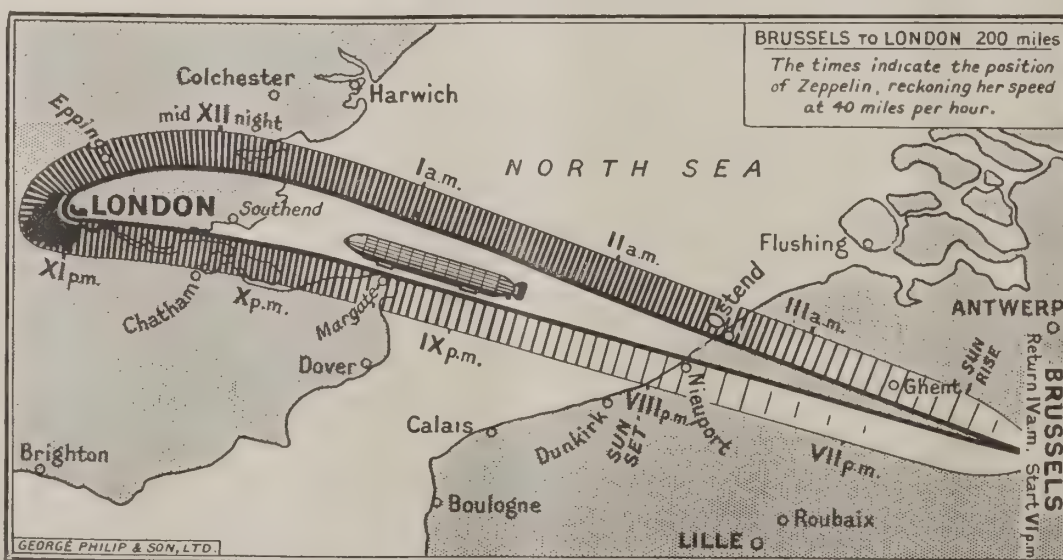 BRUSSELS TO LONDON 200 miles
The times indicate the position
of Zeppelin, reckoning her speed
at 40 miles per hour.
Colchester
Harwich
mid XII night
Epping
NORTH SEA
I a.m.
LONDON
Southend
II a.m.
Flushing
XI p.m.
Chatham
X p.m.
Margate
Ostend
III a.m.
ANTWERP
IX p.m.
Dover
SUN
RISE
Ghent
Nieuport
VIII p.m.
Dunkirk
SUN-
SET
Calais
VII p.m.
BRUSSELS
Return IV a.m. Start VI p.m
Brighton
Boulogne
Roubaix
LILLE
GEORGE PHILIP & SON, LTD.